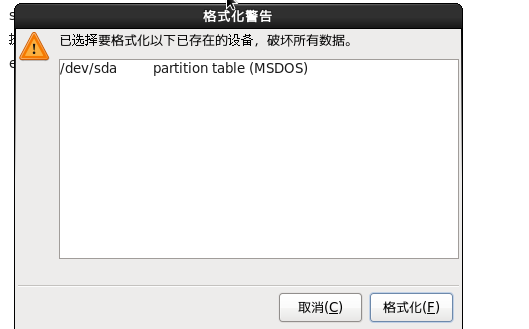 格式化警告
已选择要格式化以下已存在的设备，破坏所有数据。
/dev/sda partition table (MSDOS)
取消(C) 格式化(F)